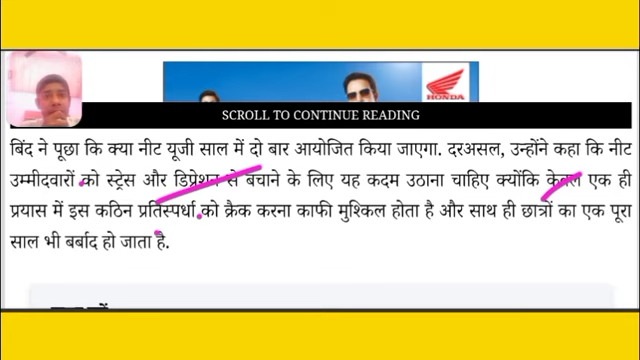 HONDA
SCROLL TO CONTINUE READING
बिंद ने पूछा कि क्या नीट यूजी साल में दो बार आयोजित किया जाएगा. दरअसल, उन्होंने कहा कि नीट
उम्मीदवारों को स्ट्रेस और डिप्रेशन से बचाने के लिए यह कदम उठाना चाहिए क्योंकि केवल एक ही
प्रयास में इस कठिन प्रतिस्पर्धा को क्रैक करना काफी मुश्किल होता है और साथ ही छात्रों का एक पूरा
साल भी बर्बाद हो जाता है.